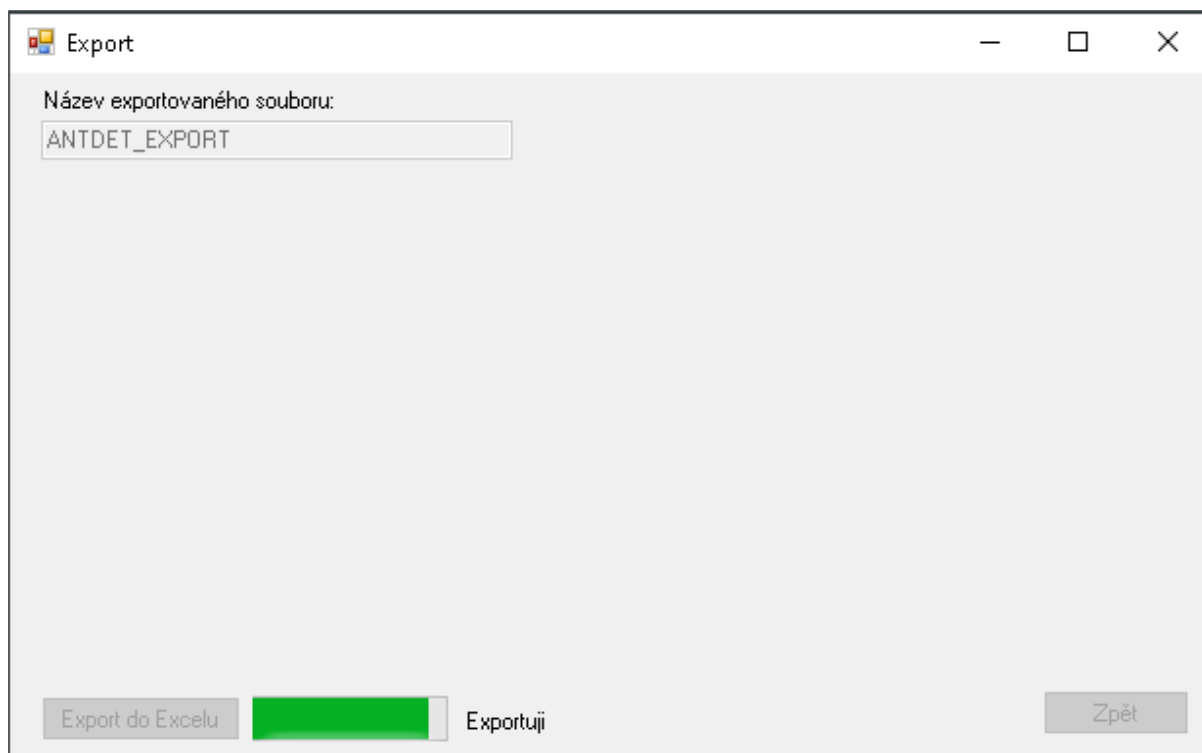 Export
Název exportovaného souboru:
ANTDET_EXPORT
Export do Excelu
Exportuji
Zpět